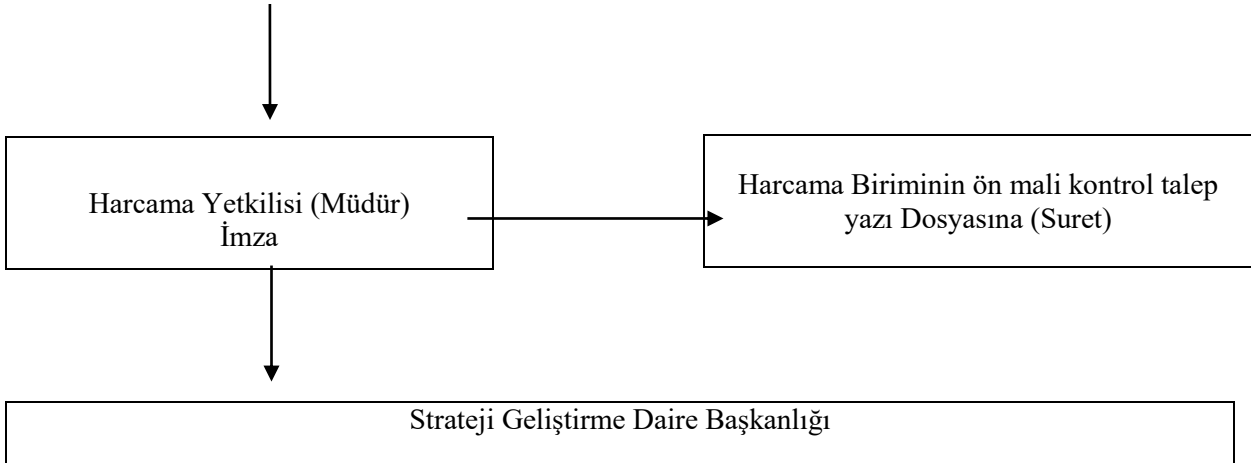 Harcama Yetkilisi (Müdür)
İmza
Harcama Biriminin ön mali kontrol talep
yazı Dosyasına (Suret)
Strateji Geliştirme Daire Başkanlığı